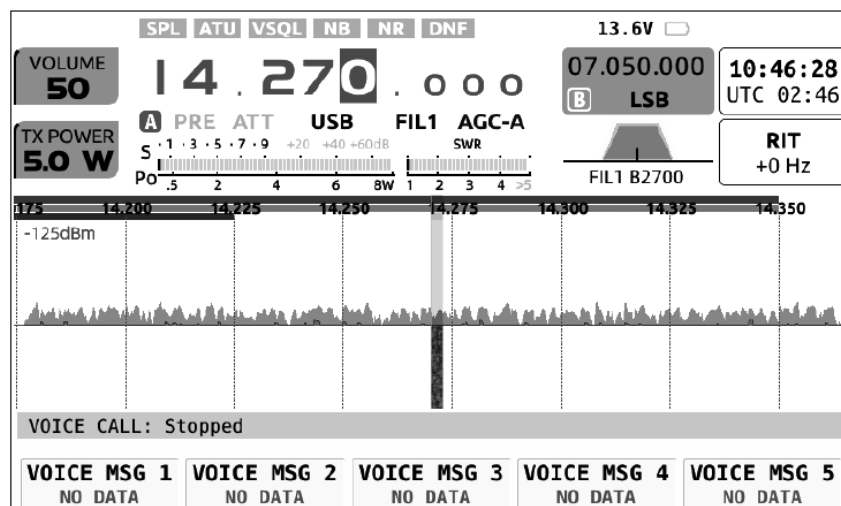 SPL ATU VSQL NB NR DNF 13.6V
VOLUME
50
14.270.000
07.050.000
B LSB
10:46:28
UTC 02:46
TX POWER
5.0 W
A PRE ATT USB FIL1 AGC-A
S ·1 ·3 ·5 ·7 ·9 +20 +40 +60dB SWR
Po .5 2 4 6 8W 1 2 3 4 >5
FIL1 B2700
RIT
+0 Hz
175 14.200 14.225 14.250 14.275 14.300 14.325 14.350
-125dBm
VOICE CALL: Stopped
VOICE MSG 1 VOICE MSG 2 VOICE MSG 3 VOICE MSG 4 VOICE MSG 5
NO DATA NO DATA NO DATA NO DATA NO DATA